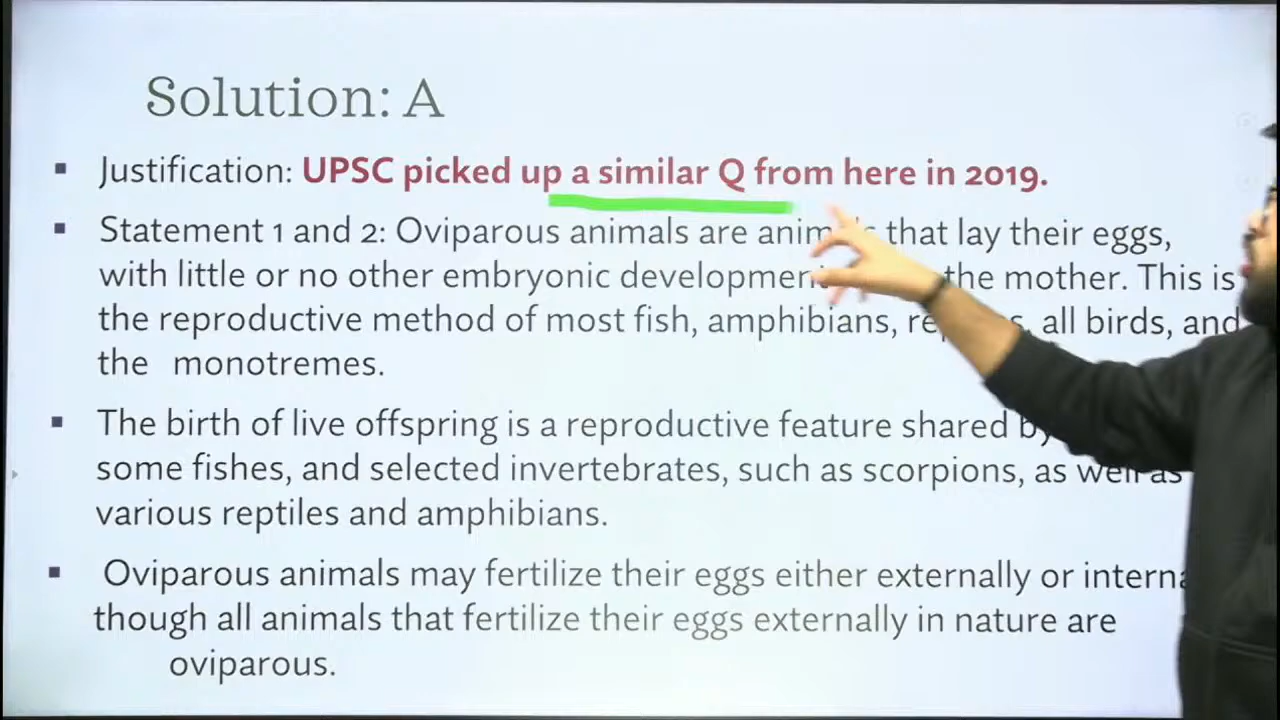 Solution: A
▪ Justification: UPSC picked up a similar Q from here in 2019.
▪ Statement 1 and 2: Oviparous animals are that lay their eggs,
with little or no other embryonic the mother. This is
the reproductive method of most fish, amphibians, all birds, and
the monotremes.
▪ The birth of live offspring is a reproductive feature shared
some fishes, and selected invertebrates, such as scorpions, as well as
various reptiles and amphibians.
▪ Oviparous animals may fertilize their eggs either externally or
though all animals that fertilize their eggs externally in nature are
oviparous.